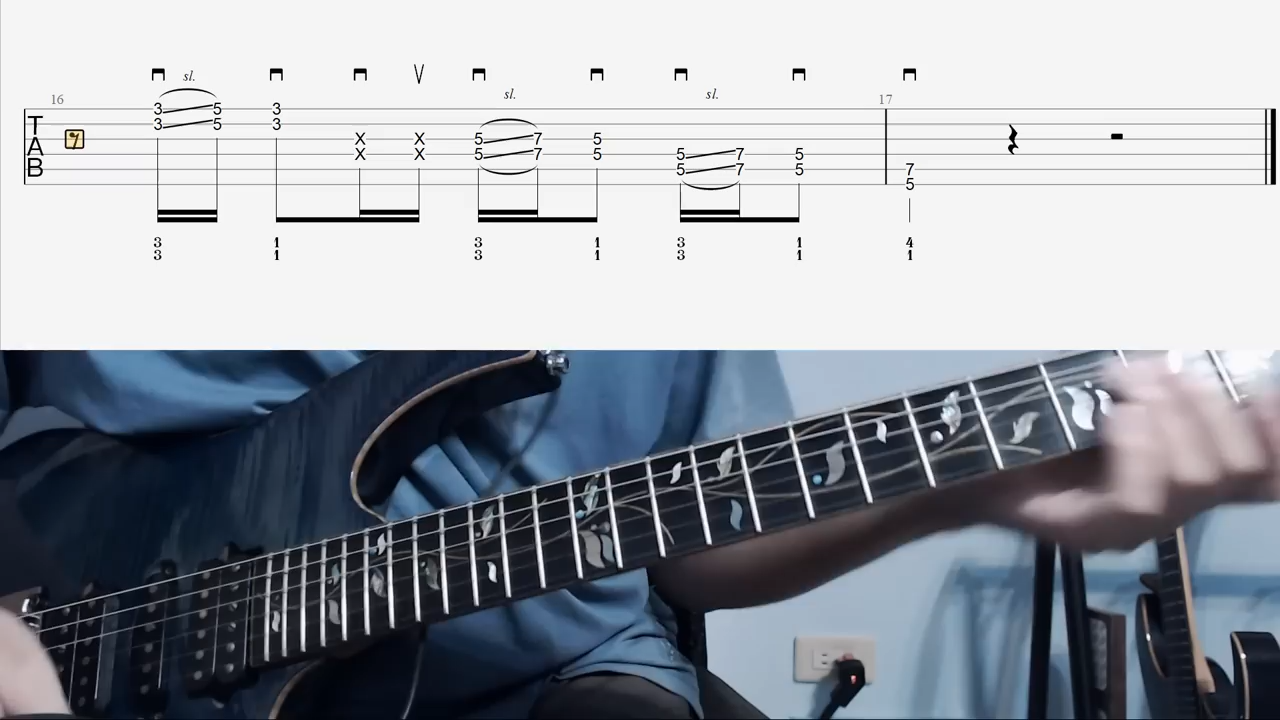 sl.
16 sl. sl. 17
3 5 3
T 3 5 3
A X X 5 7 5
X X 5 7 5 5 7 5
B 5 7 5 7
5
3 1 3 1 3 1 4
3 1 3 1 3 1 1